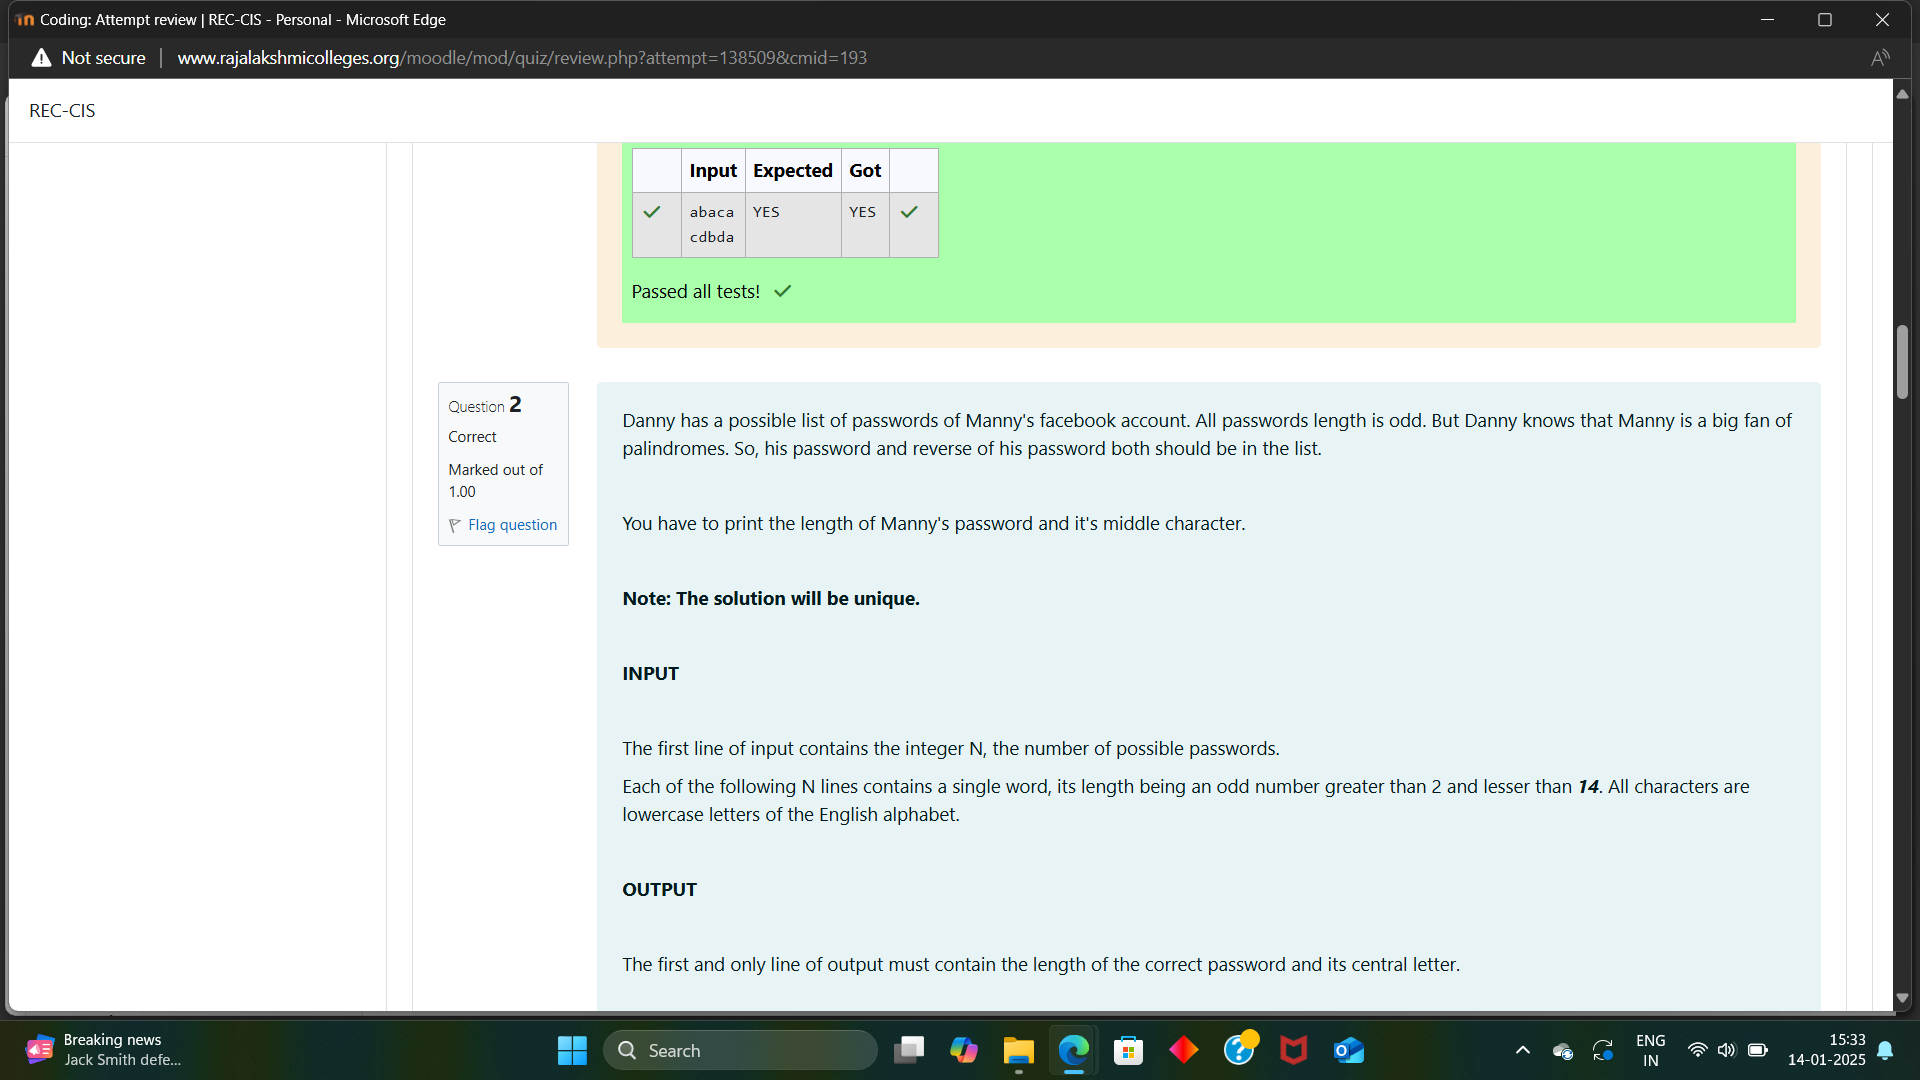 Coding: Attempt review | REC-CIS - Personal - Microsoft Edge
Not secure | www.rajalakshmicolleges.org/moodle/mod/quiz/review.php?attempt=138509&cmid=193
REC-CIS
Input Expected Got
abaca YES YES
cdbda
Passed all tests!
Question 2
Correct
Marked out of
1.00
Flag question
Danny has a possible list of passwords of Manny's facebook account. All passwords length is odd. But Danny knows that Manny is a big fan of
palindromes. So, his password and reverse of his password both should be in the list.
You have to print the length of Manny's password and it's middle character.
Note: The solution will be unique.
INPUT
The first line of input contains the integer N, the number of possible passwords.
Each of the following N lines contains a single word, its length being an odd number greater than 2 and lesser than 14. All characters are
lowercase letters of the English alphabet.
OUTPUT
The first and only line of output must contain the length of the correct password and its central letter.
Breaking news
Jack Smith defe...
Search
ENG
IN
15:33
14-01-2025